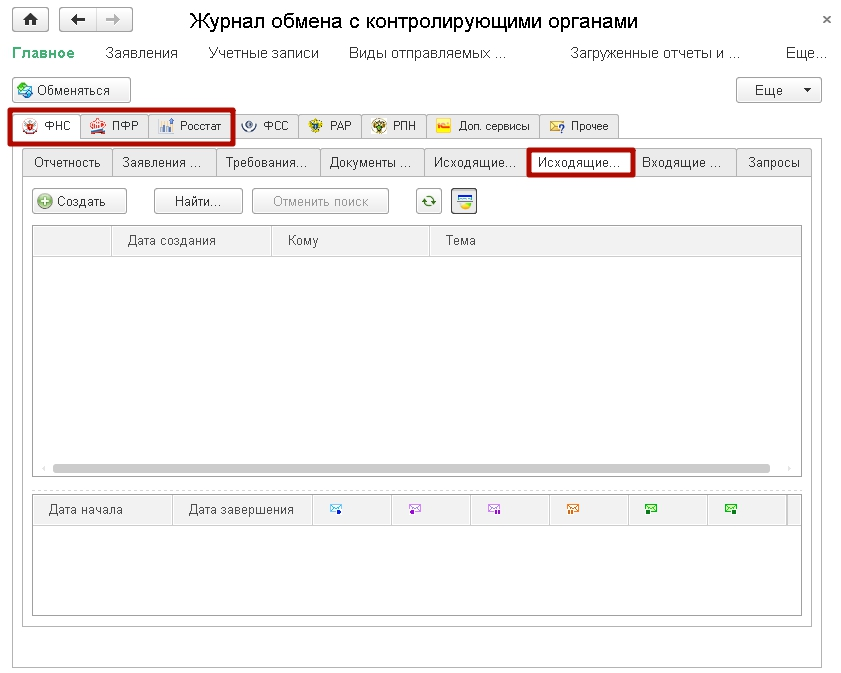 Журнал обмена с контролирующими органами
Главное Заявления Учетные записи Виды отправляемых ... Загруженные отчеты и ... Еще...
Обменяться Еще
ФНС ПФР Росстат ФСС РАР РПН Доп. сервисы Прочее
Отчетность Заявления ... Требования... Документы ... Исходящие... Исходящие... Входящие ... Запросы
Создать Найти... Отменить поиск
Дата создания Кому Тема
Дата начала Дата завершения